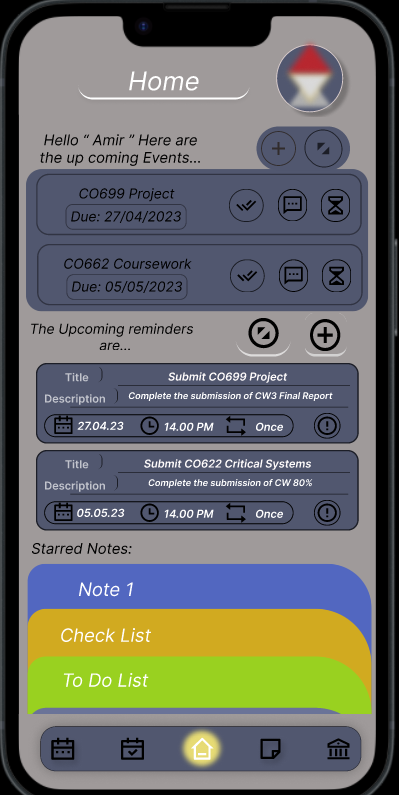 Home
Hello “ Amir ” Here are
the up coming Events...
CO699 Project
Due: 27/04/2023
CO662 Coursework
Due: 05/05/2023
The Upcoming reminders
are...
Title ) Submit CO699 Project
Description ) Complete the submission of CW3 Final Report
27.04.23 14.00 PM Once
Title ) Submit CO622 Critical Systems
Description ) Complete the submission of CW 80%
05.05.23 14.00 PM Once
Starred Notes:
Note 1
Check List
To Do List